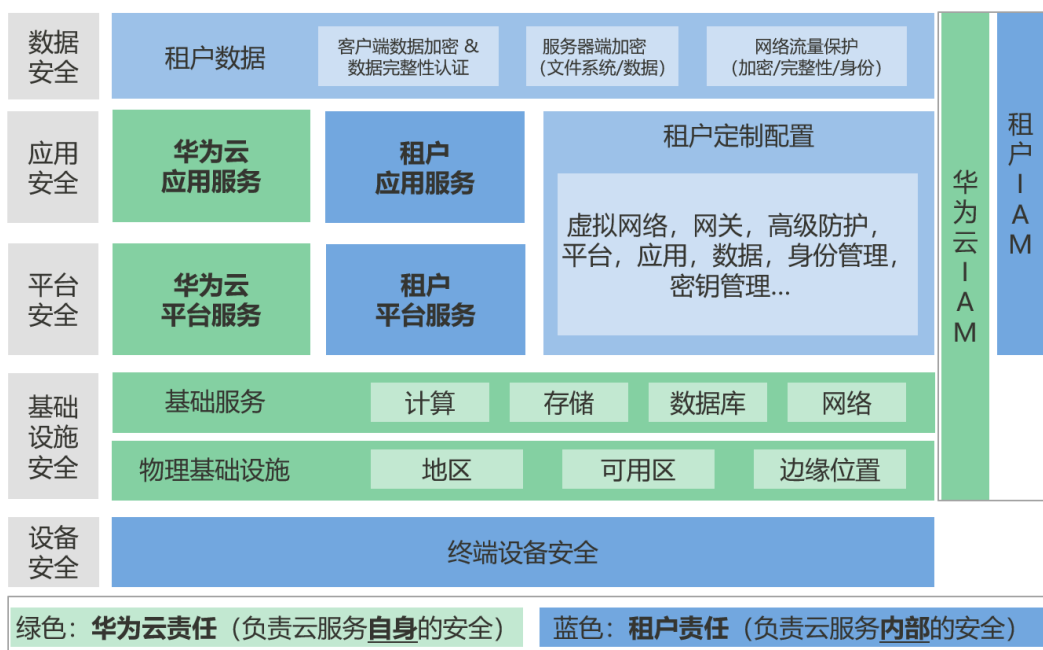 数据
安全
租户数据
客户端数据加密 &
数据完整性认证
服务器端加密
(文件系统/数据)
网络流量保护
(加密/完整性/身份)
应用
安全
华为云
应用服务
租户
应用服务
租户定制配置
虚拟网络，网关，高级防护，
平台，应用，数据，身份管理，
密钥管理...
平台
安全
华为云
平台服务
租户
平台服务
华为云IAM
租户IAM
基础
设施
安全
基础服务
计算
存储
数据库
网络
物理基础设施
地区
可用区
边缘位置
设备
安全
终端设备安全
绿色：华为云责任（负责云服务自身的安全）
蓝色：租户责任（负责云服务内部的安全）